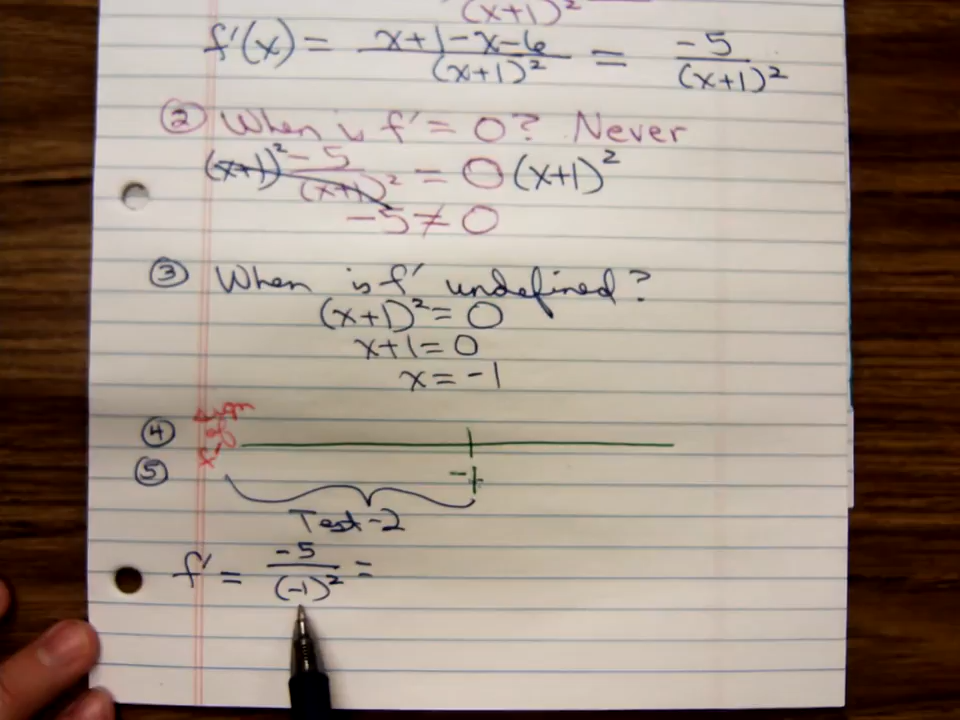 (x+1)²
f'(x) = x+1-x-6 / (x+1)² = -5 / (x+1)²
② When is f' = 0? Never
(x+1)² -5 / (x+1)² = 0 (x+1)²
-5 ≠ 0
③ When is f' undefined?
(x+1)² = 0
x+1 = 0
x = -1
④
⑤
-1
Test -2
f' = -5 / (-1)² =